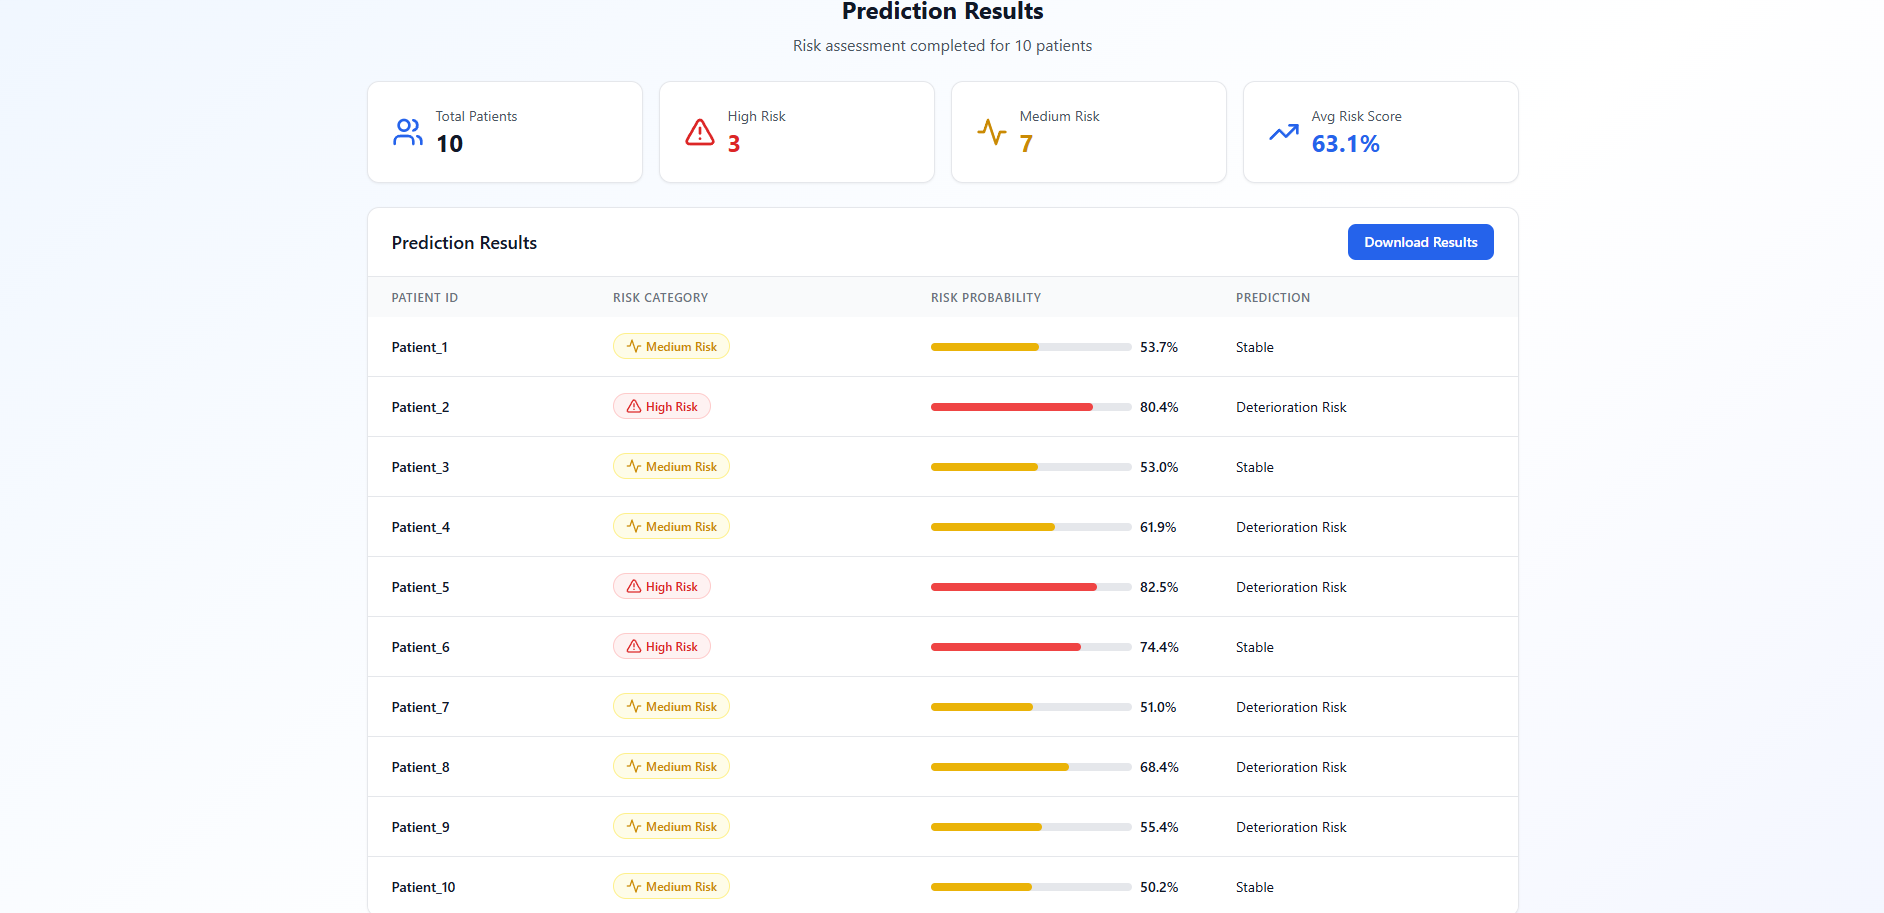 Prediction Results
Risk assessment completed for 10 patients
Total Patients
10
High Risk
3
Medium Risk
7
Avg Risk Score
63.1%
Prediction Results
Download Results
PATIENT ID RISK CATEGORY RISK PROBABILITY PREDICTION
Patient_1 Medium Risk 53.7% Stable
Patient_2 High Risk 80.4% Deterioration Risk
Patient_3 Medium Risk 53.0% Stable
Patient_4 Medium Risk 61.9% Deterioration Risk
Patient_5 High Risk 82.5% Deterioration Risk
Patient_6 High Risk 74.4% Stable
Patient_7 Medium Risk 51.0% Deterioration Risk
Patient_8 Medium Risk 68.4% Deterioration Risk
Patient_9 Medium Risk 55.4% Deterioration Risk
Patient_10 Medium Risk 50.2% Stable